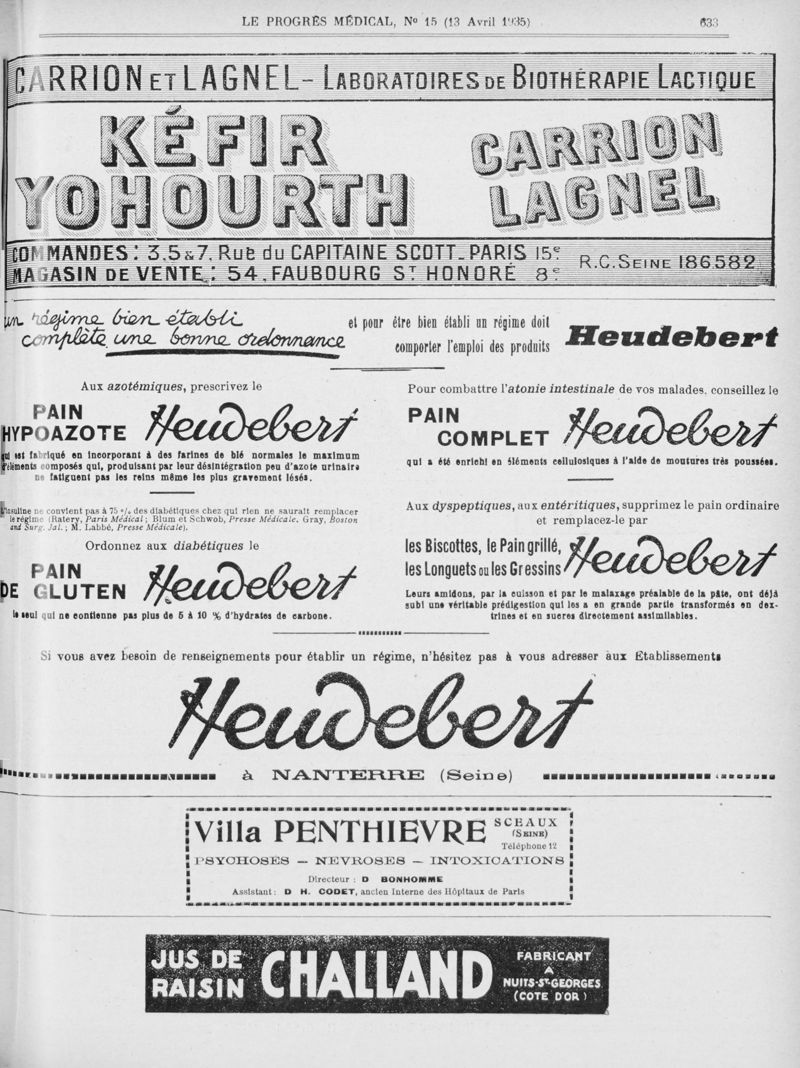 LE PROGRÈS MÉDICAL, No 15 (13 Avril 1935) 633
CARRION ET LAGNEL - LABORATOIRES DE BIOTHÉRAPIE LACTIQUE
KÉFIR
YOHOURTH
CARRION
LAGNEL
COMMANDES: 3, 5 & 7, Rue du CAPITAINE SCOTT - PARIS 15e
MAGASIN DE VENTE: 54, FAUBOURG St HONORÉ 8e
R.C. SEINE 186.582
un régime bien établi
complète une bonne ordonnance
et pour être bien établi un régime doit
comporter l'emploi des produits
Heudebert
Aux azotémiques, prescrivez le
PAIN
HYPOAZOTE Heudebert
qui est fabriqué en incorporant à des farines de blé normales le maximum
d'éléments composés qui, produisant par leur désintégration peu d'azote urinaire
ne fatiguent pas les reins même les plus gravement lésés.
L'insuline ne convient pas à 75 % des diabétiques chez qui rien ne saurait remplacer
le régime (Ratery, Paris Médical ; Blum et Schwob, Presse Médicale, Gray, Boston
and Surg. Jal. ; M. Labbé, Presse Médicale).
Ordonnez aux diabétiques le
PAIN
DE GLUTEN Heudebert
le seul qui ne contienne pas plus de 5 à 10 % d'hydrates de carbone.
Pour combattre l'atonie intestinale de vos malades, conseillez le
PAIN
COMPLET Heudebert
qui a été enrichi en éléments cellulosiques à l'aide de moutures très poussées.
Aux dyspeptiques, aux entéritiques, supprimez le pain ordinaire
et remplacez-le par
les Biscottes, le Pain grillé,
les Longuets ou les Gressins Heudebert
Leurs amidons, par la cuisson et par le malaxage préalable de la pâte, ont déjà
subi une véritable prédigestion qui les a en grande partie transformés en dex-
trines et en sucres directement assimilables.
Si vous avez besoin de renseignements pour établir un régime, n'hésitez pas à vous adresser aux Etablissements
Heudebert
à NANTERRE (Seine)
Villa PENTHIEVRE
SCEAUX
(SEINE)
Téléphone 12
PSYCHOSES - NEVROSES - INTOXICATIONS
Directeur : D BONHOMME
Assistant : D H. CODET, ancien Interne des Hôpitaux de Paris
JUS DE
RAISIN
CHALLAND
FABRICANT
A
NUITS-St-GEORGES
(COTE D'OR)